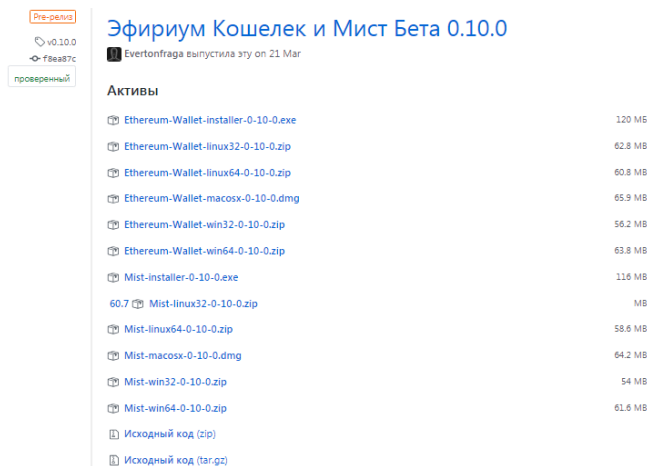 Pre-релиз
v0.10.0
f8ea87c
проверенный
Эфириум Кошелек и Мист Бета 0.10.0
Evertonfraga выпустила эту on 21 Mar
Активы
Ethereum-Wallet-installer-0-10-0.exe 120 МБ
Ethereum-Wallet-linux32-0-10-0.zip 62.8 MB
Ethereum-Wallet-linux64-0-10-0.zip 60.8 MB
Ethereum-Wallet-macosx-0-10-0.dmg 65.9 MB
Ethereum-Wallet-win32-0-10-0.zip 56.2 MB
Ethereum-Wallet-win64-0-10-0.zip 63.8 MB
Mist-installer-0-10-0.exe 116 MB
60.7 Mist-linux32-0-10-0.zip MB
Mist-linux64-0-10-0.zip 58.6 MB
Mist-macosx-0-10-0.dmg 64.2 MB
Mist-win32-0-10-0.zip 54 MB
Mist-win64-0-10-0.zip 61.6 MB
Исходный код (zip)
Исходный код (tar.gz)